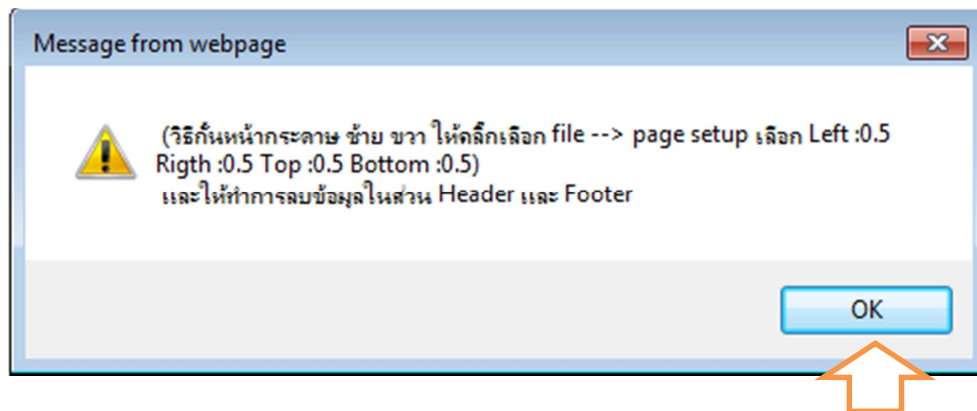 Message from webpage
(วิธีกั้นหน้ากระดาษ ซ้าย ขวา ให้คลิ๊กเลือก file --> page setup เลือก Left :0.5
Rigth :0.5 Top :0.5 Bottom :0.5)
และให้ทำการลบข้อมูลในส่วน Header และ Footer
OK